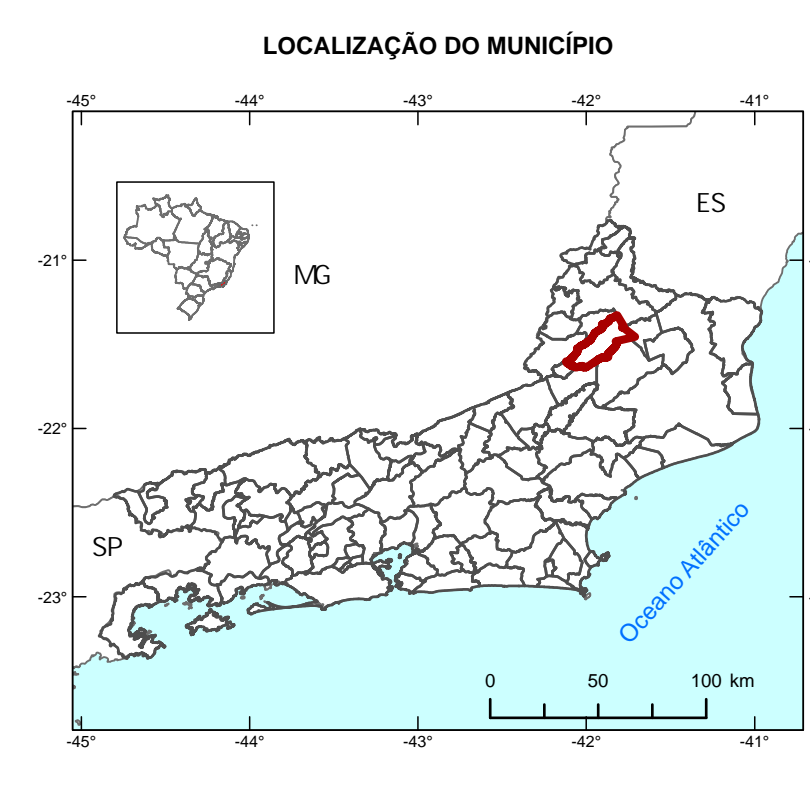 LOCALIZAÇÃO DO MUNICÍPIO
-45° -44° -43° -42° -41°
ES
-21°
MG
-22°
SP
Oceano Atlântico
-23°
0 50 100 km
-45° -44° -43° -42° -41°